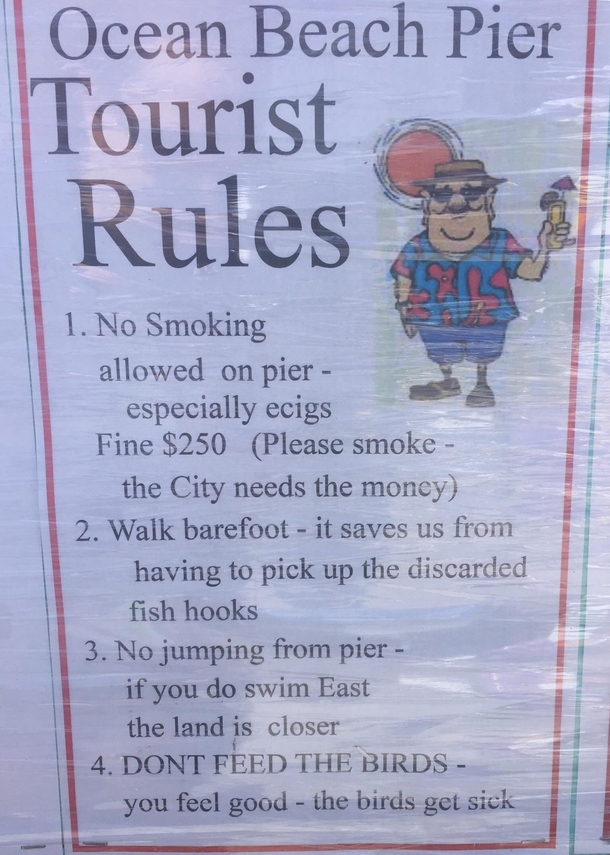 Ocean Beach Pier
Tourist
Rules
1. No Smoking
allowed on pier -
especially ecigs
Fine $250 (Please smoke -
the City needs the money)
2. Walk barefoot - it saves us from
having to pick up the discarded
fish hooks
3. No jumping from pier -
if you do swim East
the land is closer
4. DONT FEED THE BIRDS -
you feel good - the birds get sick